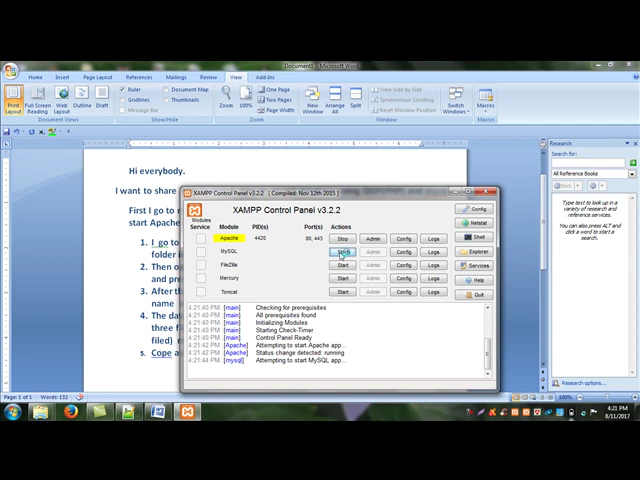 Document1 - Microsoft Word
Home Insert Page Layout References Mailings Review View Add-Ins
Print Layout Full Screen Reading Web Layout Outline Draft
Document Views
Ruler Document Map
Gridlines Thumbnails
Message Bar
Show/Hide
Zoom 100% One Page
Two Pages
Page Width
Zoom
New Window Arrange All Split
View Side by Side
Synchronous Scrolling
Reset Window Position
Window
Switch Windows
Macros
Macros
Hi everybody.
I want to share
First I go to
start Apache
1. I go to
folder i
2. Then o
and pre
3. After th
name
4. The dat
three f
filed)
5. Cope a
XAMPP Control Panel v3.2.2 [ Compiled: Nov 12th 2015 ]
XAMPP Control Panel v3.2.2
Modules
Service Module PID(s) Port(s) Actions
Apache 4420 80, 443 Stop Admin Config Logs
MySQL Start Admin Config Logs
FileZilla Start Admin Config Logs
Mercury Start Admin Config Logs
Tomcat Start Admin Config Logs
Config
Netstat
Shell
Explorer
Services
Help
Quit
4:21:40 PM [main] Checking for prerequisites
4:21:40 PM [main] All prerequisites found
4:21:40 PM [main] Initializing Modules
4:21:40 PM [main] Starting Check-Timer
4:21:40 PM [main] Control Panel Ready
4:21:42 PM [Apache] Attempting to start Apache app...
4:21:42 PM [Apache] Status change detected: running
4:21:44 PM [mysql] Attempting to start MySQL app...
Research
Search for:
All Reference Books
Back
Type your text to look up in a variety of research and reference services.
You can also press ALT and click a word to start a search.
Research options...
Page: 1 of 1 Words: 120
100%
4:21 PM
8/11/2017